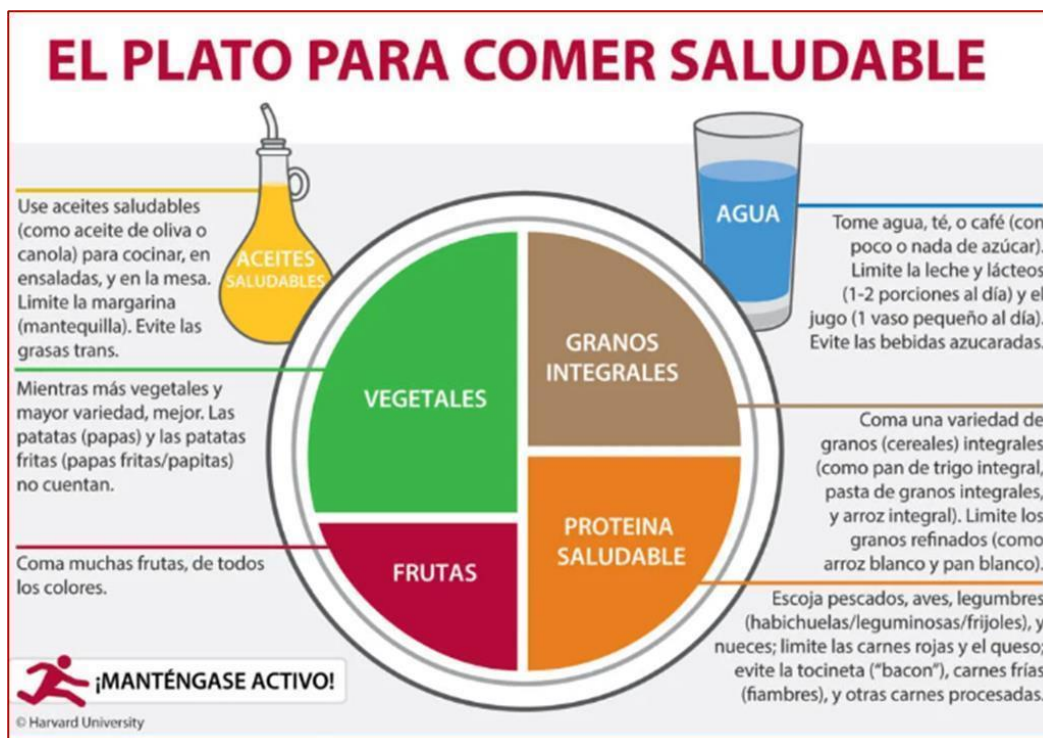 EL PLATO PARA COMER SALUDABLE
Use aceites saludables
(como aceite de oliva o
canola) para cocinar, en
ensaladas, y en la mesa.
Limite la margarina
(mantequilla). Evite las
grasas trans.
ACEITES
SALUDABLES
AGUA
Tome agua, té, o café (con
poco o nada de azúcar).
Limite la leche y lácteos
(1-2 porciones al día) y el
jugo (1 vaso pequeño al día).
Evite las bebidas azucaradas.
Mientras más vegetales y
mayor variedad, mejor. Las
patatas (papas) y las patatas
fritas (papas fritas/papitas)
no cuentan.
VEGETALES
GRANOS
INTEGRALES
Coma una variedad de
granos (cereales) integrales
(como pan de trigo integral,
pasta de granos integrales,
y arroz integral). Limite los
granos refinados (como
arroz blanco y pan blanco).
Coma muchas frutas, de todos
los colores.
FRUTAS
PROTEINA
SALUDABLE
Escoja pescados, aves, legumbres
(habichuelas/leguminosas/frijoles), y
nueces; limite las carnes rojas y el queso;
evite la tocineta ("bacon"), carnes frías
(fiambres), y otras carnes procesadas.
¡MANTÉNGASE ACTIVO!
© Harvard University